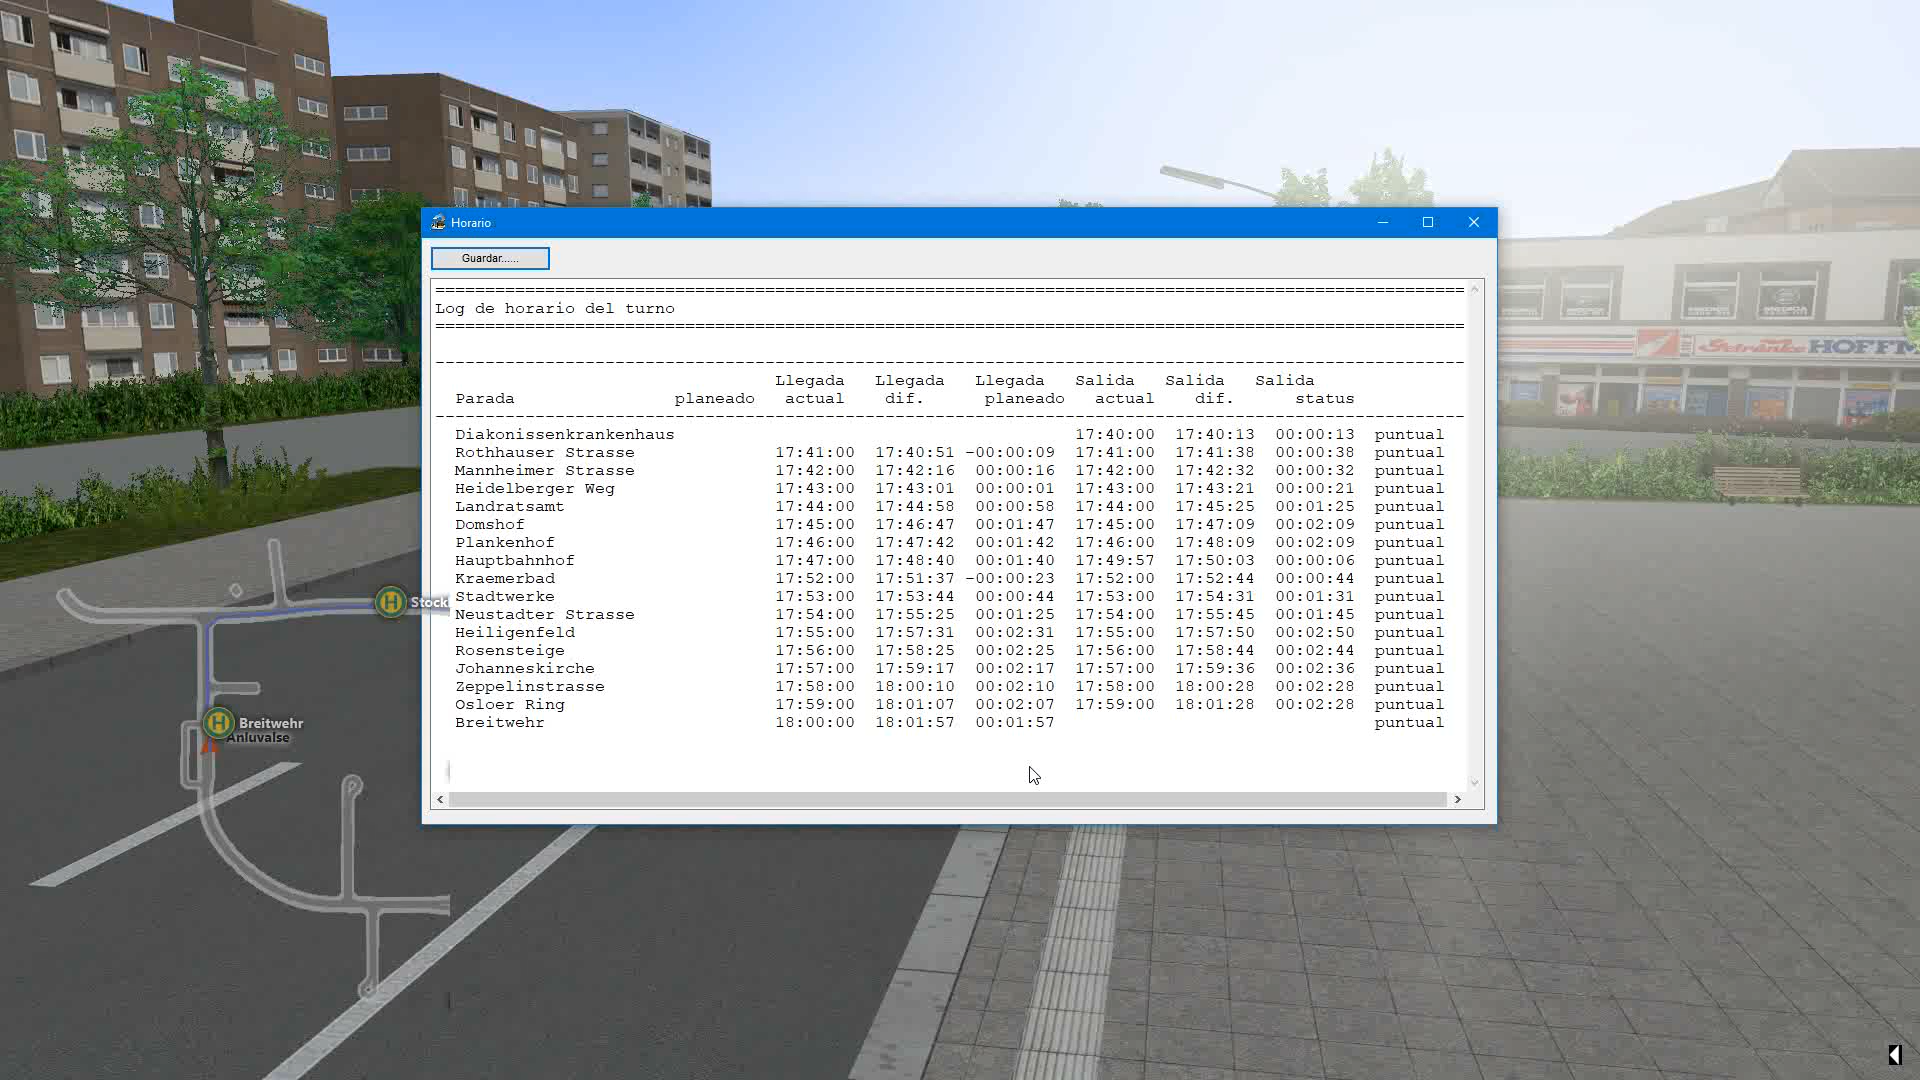 Horario
Guardar......
Log de horario del turno
Llegada Llegada Llegada Salida Salida Salida
Parada planeado actual dif. planeado actual dif. status
Diakonissenkrankenhaus 17:40:00 17:40:13 00:00:13 puntual
Rothhauser Strasse 17:41:00 17:40:51 -00:00:09 17:41:00 17:41:38 00:00:38 puntual
Mannheimer Strasse 17:42:00 17:42:16 00:00:16 17:42:00 17:42:32 00:00:32 puntual
Heidelberger Weg 17:43:00 17:43:01 00:00:01 17:43:00 17:43:21 00:00:21 puntual
Landratsamt 17:44:00 17:44:58 00:00:58 17:44:00 17:45:25 00:01:25 puntual
Domshof 17:45:00 17:46:47 00:01:47 17:45:00 17:47:09 00:02:09 puntual
Plankenhof 17:46:00 17:47:42 00:01:42 17:46:00 17:48:09 00:02:09 puntual
Hauptbahnhof 17:47:00 17:48:40 00:01:40 17:49:57 17:50:03 00:00:06 puntual
Kraemerbad 17:52:00 17:51:37 -00:00:23 17:52:00 17:52:44 00:00:44 puntual
Stadtwerke 17:53:00 17:53:44 00:00:44 17:53:00 17:54:31 00:01:31 puntual
Neustadter Strasse 17:54:00 17:55:25 00:01:25 17:54:00 17:55:45 00:01:45 puntual
Heiligenfeld 17:55:00 17:57:31 00:02:31 17:55:00 17:57:50 00:02:50 puntual
Rosensteige 17:56:00 17:58:25 00:02:25 17:56:00 17:58:44 00:02:44 puntual
Johanneskirche 17:57:00 17:59:17 00:02:17 17:57:00 17:59:36 00:02:36 puntual
Zeppelinstrasse 17:58:00 18:00:10 00:02:10 17:58:00 18:00:28 00:02:28 puntual
Osloer Ring 17:59:00 18:01:07 00:02:07 17:59:00 18:01:28 00:02:28 puntual
Breitwehr 18:00:00 18:01:57 00:01:57 puntual
H Stock
H Breitwehr
Anluvalse
Getränke HOFFM